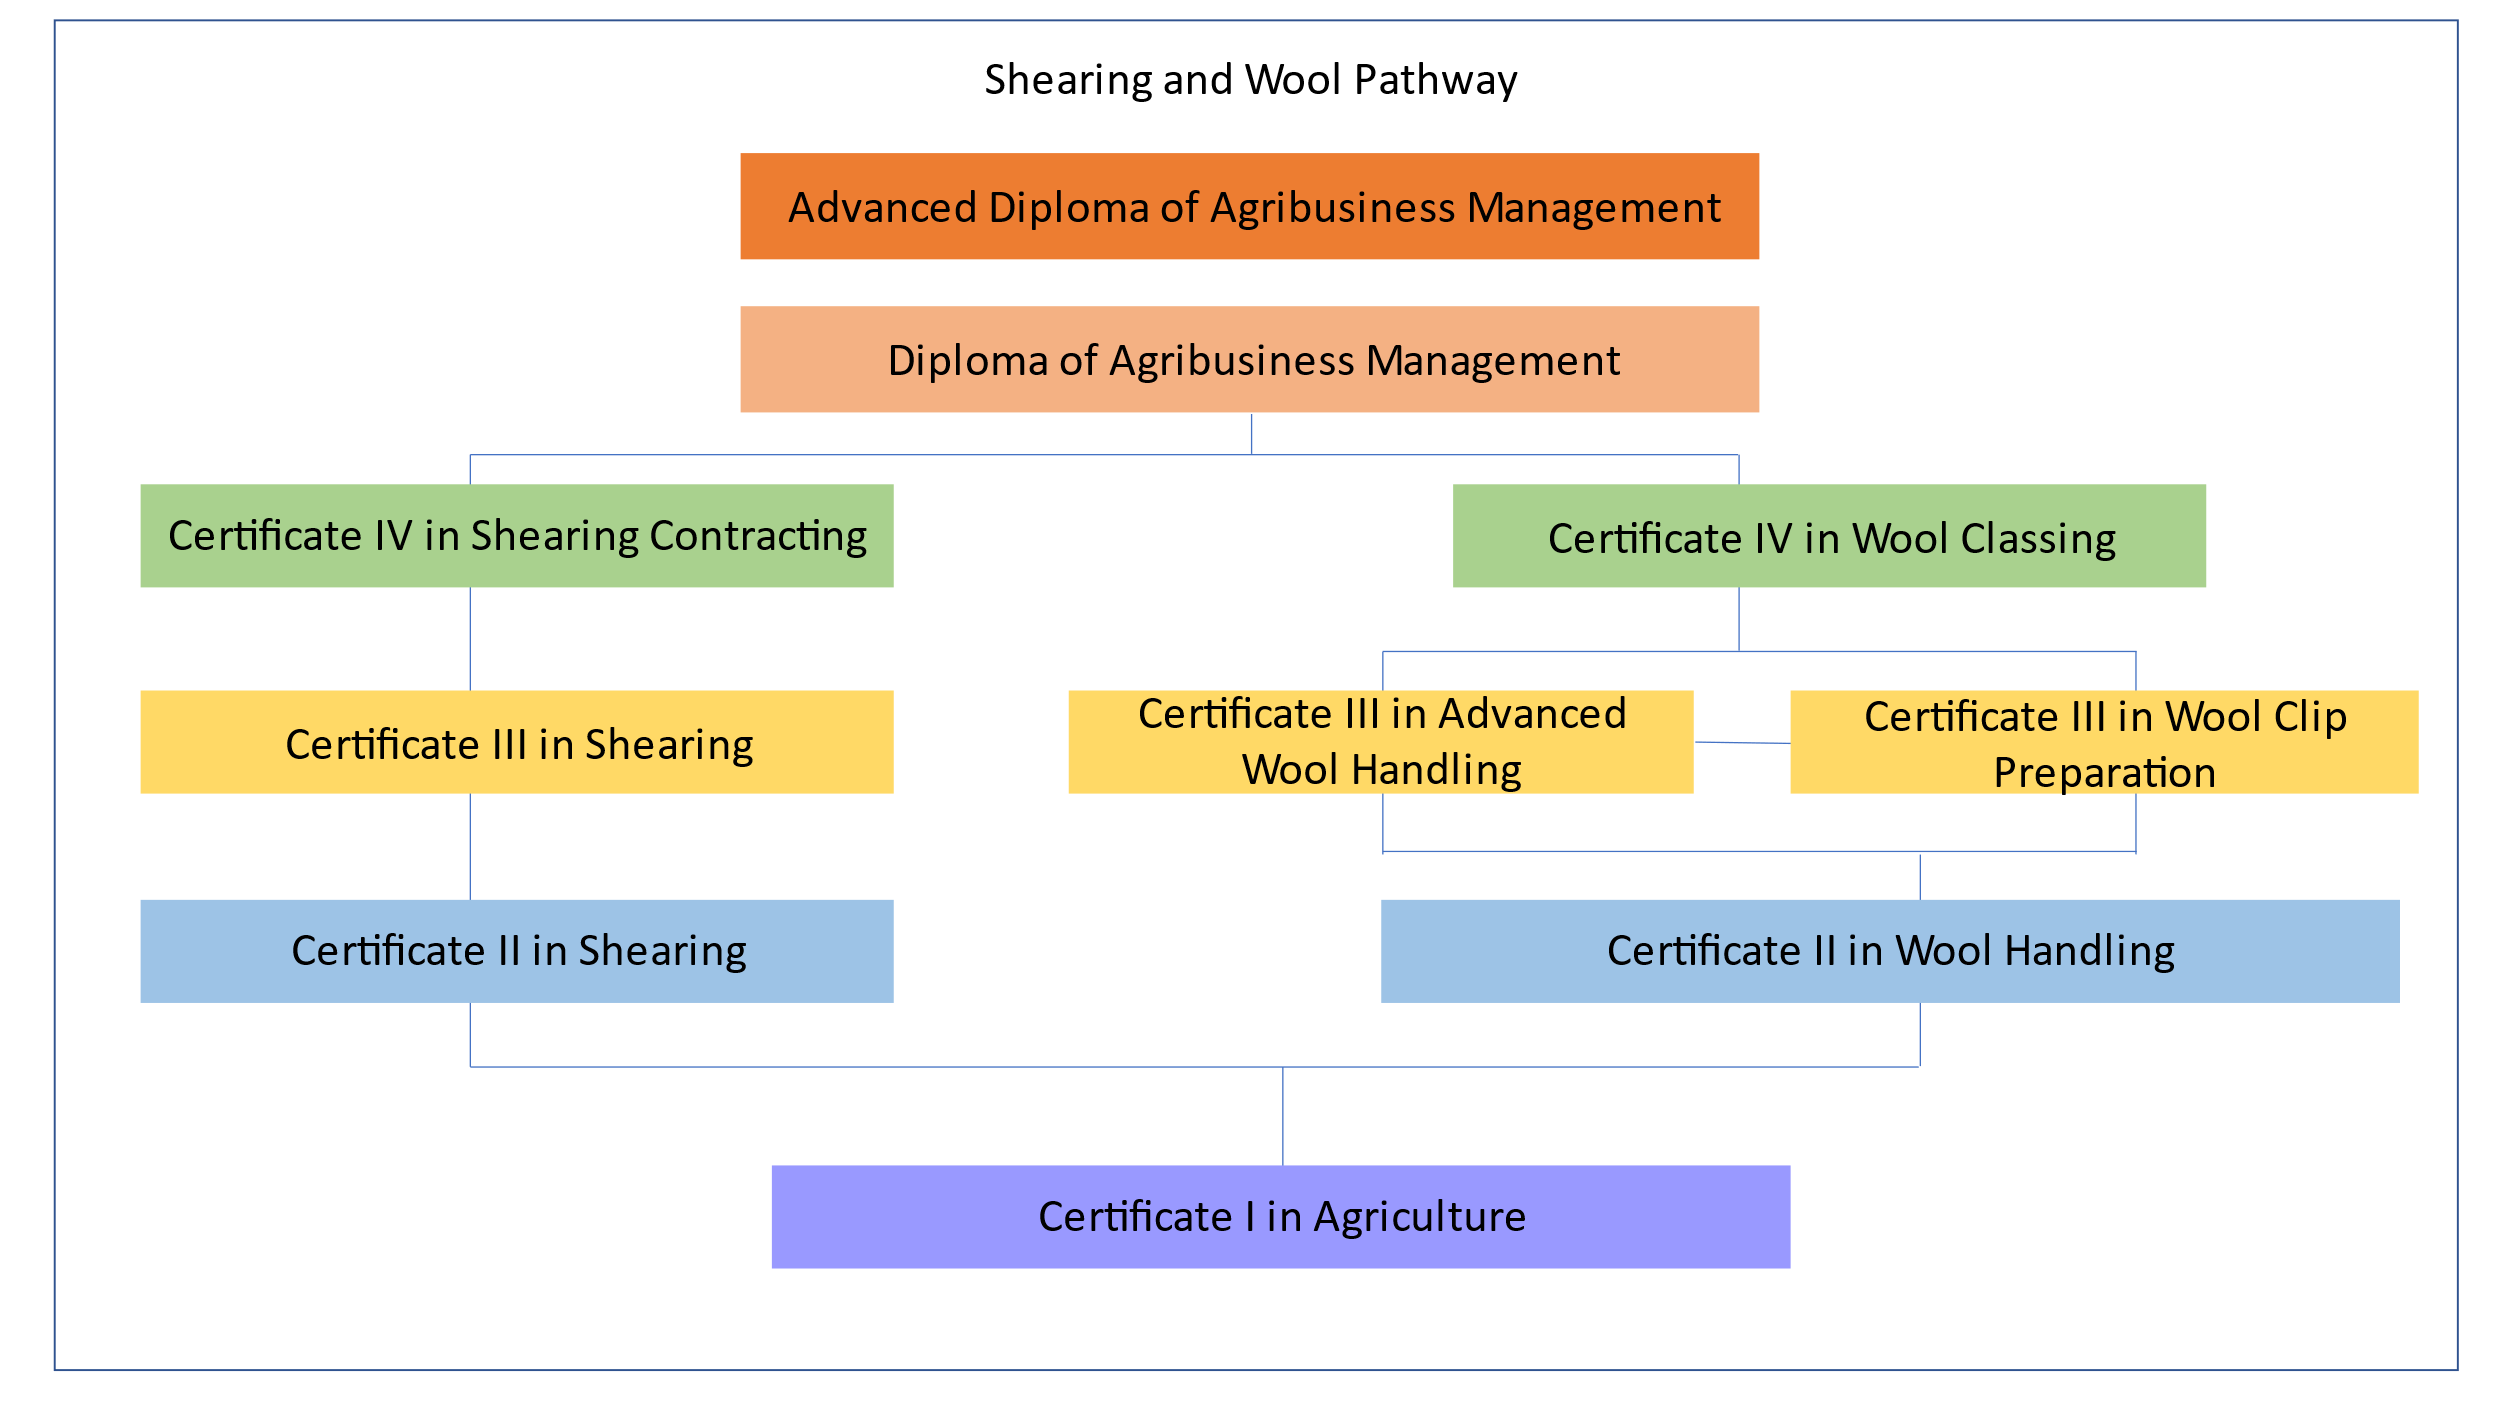 Shearing and Wool Pathway
Advanced Diploma of Agribusiness Management
Diploma of Agribusiness Management
Certificate IV in Shearing Contracting
Certificate IV in Wool Classing
Certificate III in Shearing
Certificate III in Advanced
Wool Handling
Certificate III in Wool Clip
Preparation
Certificate II in Shearing
Certificate II in Wool Handling
Certificate I in Agriculture